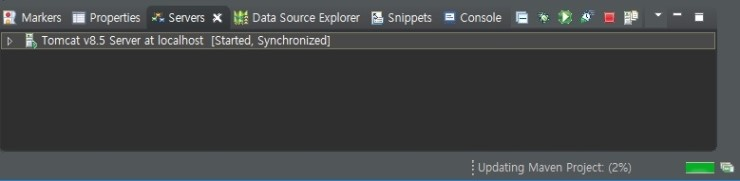 Markers Properties Servers Data Source Explorer Snippets Console
Tomcat v8.5 Server at localhost [Started, Synchronized]
Updating Maven Project: (2%)